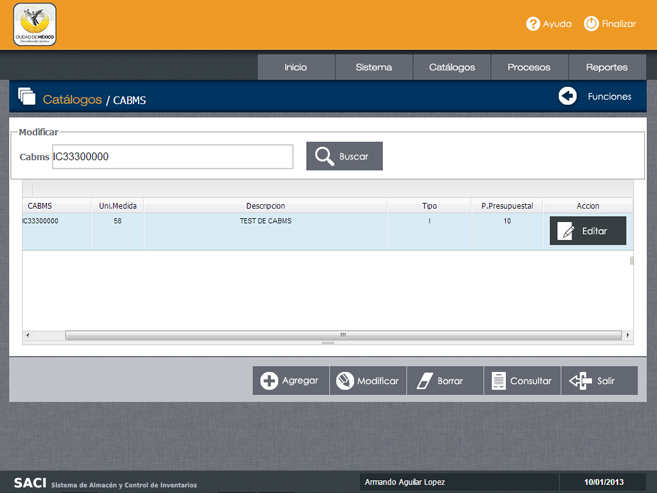 CIUDAD DE MÉXICO
Ayuda
Finalizar
Inicio
Sistema
Catálogos
Procesos
Reportes
Catálogos / CABMS
Funciones
Modificar
Cabms IC33300000
Buscar
CABMS Uni.Medida Descripcion Tipo P.Presupuestal Accion
IC33300000 58 TEST DE CABMS I 10 Editar
Agregar
Modificar
Borrar
Consultar
Salir
SACI Sistema de Almacén y Control de Inventarios
Armando Aguilar Lopez
10/01/2013